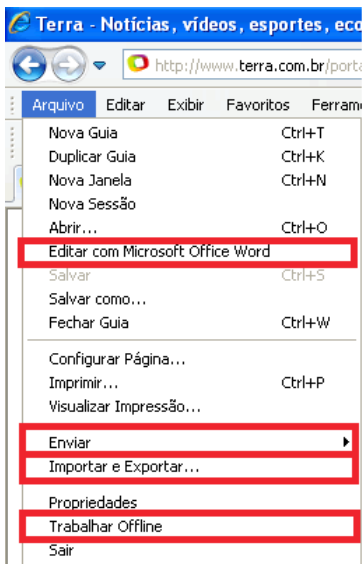 Terra - Notícias, vídeos, esportes, eco
http://www.terra.com.br/porta
Arquivo Editar Exibir Favoritos Ferram
Nova Guia Ctrl+T
Duplicar Guia Ctrl+K
Nova Janela Ctrl+N
Nova Sessão
Abrir... Ctrl+O
Editar com Microsoft Office Word
Salvar Ctrl+S
Salvar como...
Fechar Guia Ctrl+W
Configurar Página...
Imprimir... Ctrl+P
Visualizar Impressão...
Enviar
Importar e Exportar...
Propriedades
Trabalhar Offline
Sair